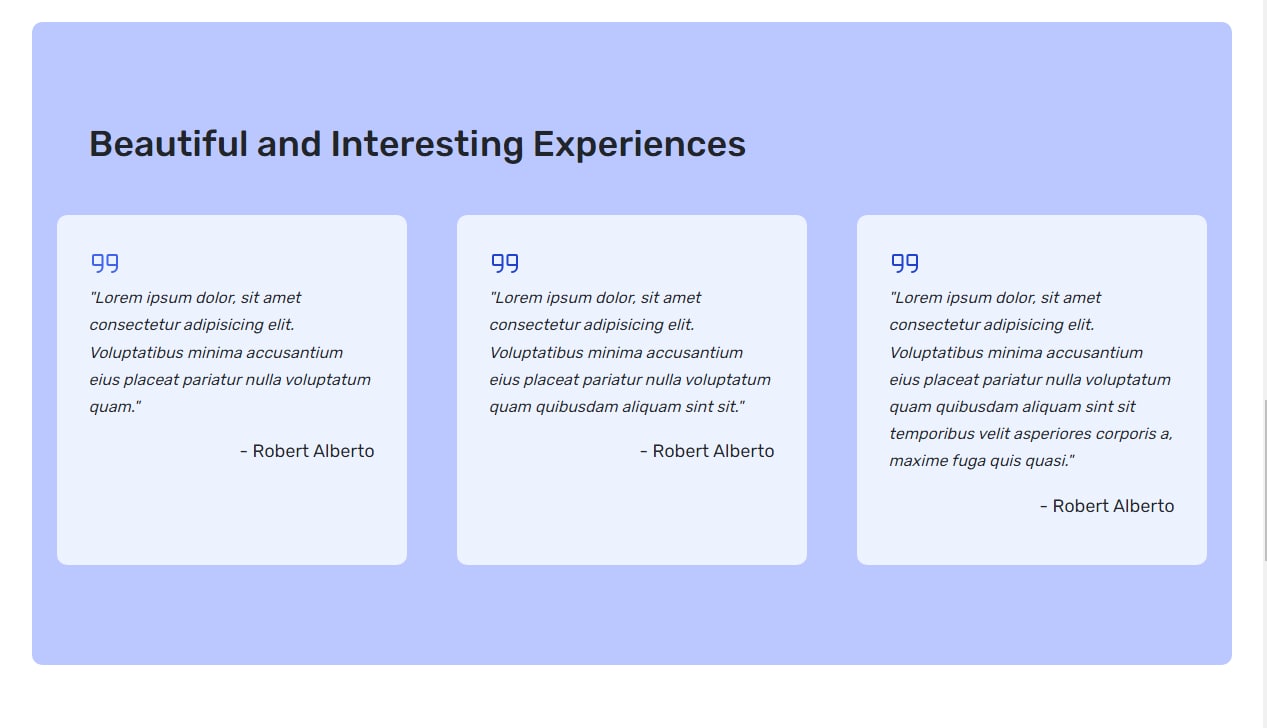 Beautiful and Interesting Experiences
"Lorem ipsum dolor, sit amet
consectetur adipisicing elit.
Voluptatibus minima accusantium
eius placeat pariatur nulla voluptatum
quam."
- Robert Alberto
"Lorem ipsum dolor, sit amet
consectetur adipisicing elit.
Voluptatibus minima accusantium
eius placeat pariatur nulla voluptatum
quam quibusdam aliquam sint sit."
- Robert Alberto
"Lorem ipsum dolor, sit amet
consectetur adipisicing elit.
Voluptatibus minima accusantium
eius placeat pariatur nulla voluptatum
quam quibusdam aliquam sint sit
temporibus velit asperiores corporis a,
maxime fuga quis quasi."
- Robert Alberto